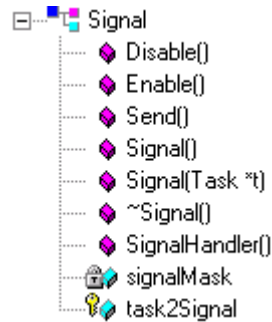 Signal
Disable()
Enable()
Send()
Signal()
Signal(Task *t)
~Signal()
SignalHandler()
signalMask
task2Signal